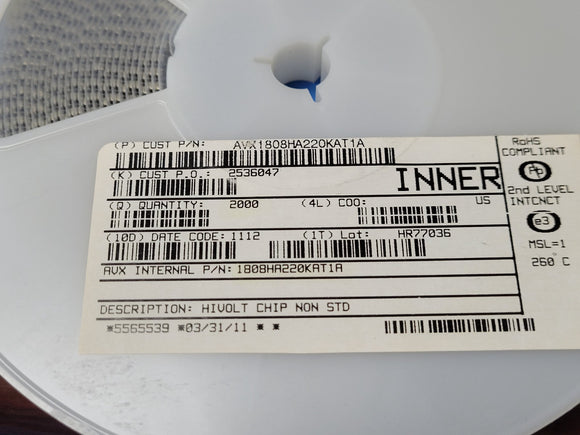 (P) CUST P/N: AVX1808HA220KAT1A
(K) CUST P.O.: 2536047
INNER
(Q) QUANTITY: 2000 (4L) COO: US
(10D) DATE CODE: 1112 (1T) Lot: HR77036
AVX INTERNAL P/N: 1808HA220KAT1A
DESCRIPTION: HIVOLT CHIP NON STD
*5565539 *03/31/11 * *
RoHS
COMPLIANT
Pb
2nd LEVEL
INTCNCT
e3
MSL=1
260 C